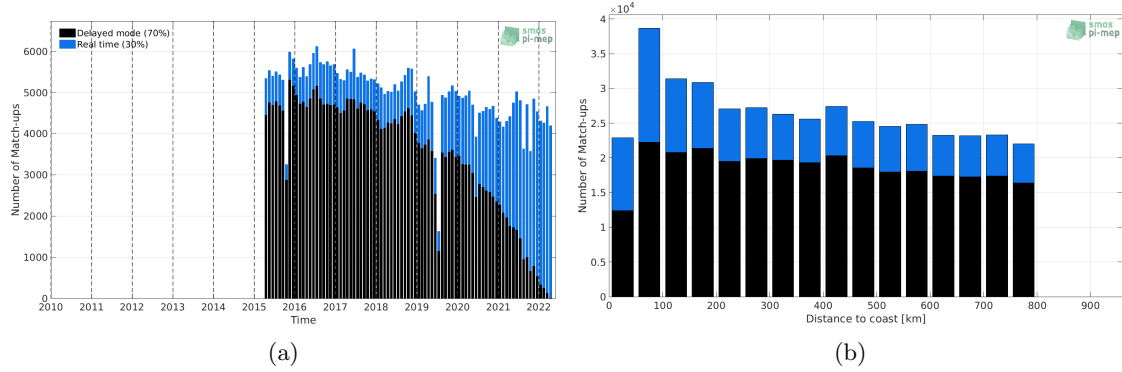 Delayed mode (70%)
Real time (30%)
smos
pi-mep
Number of Match-ups
6000
5000
4000
3000
2000
1000
0
2010 2011 2012 2013 2014 2015 2016 2017 2018 2019 2020 2021 2022
Time
(a)
×10⁴
smos
pi-mep
Number of Match-ups
4
3.5
3
2.5
2
1.5
1
0.5
0
0 100 200 300 400 500 600 700 800 900
Distance to coast [km]
(b)